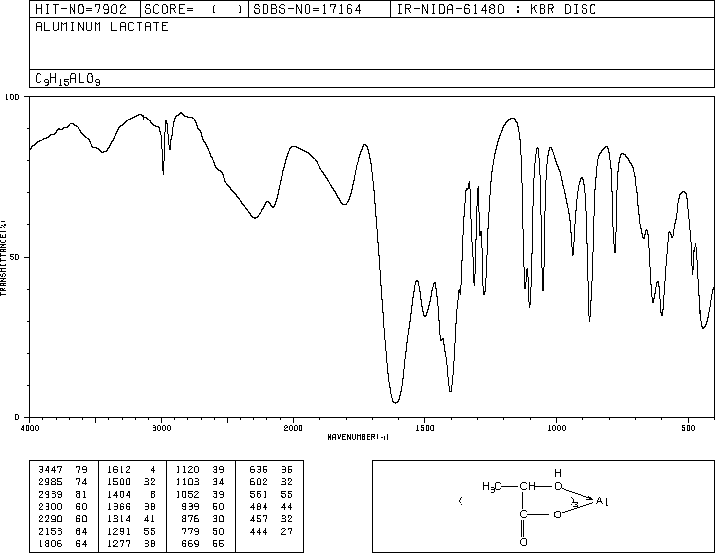 HIT-NO=7902 SCORE= ( ) SDBS-NO=17164 IR-NIDA-61480 : KBR DISC
ALUMINUM LACTATE
C9H15ALO9
100
TRANSMITTANCE(%)
50
0
4000 3000 2000 1500 1000 500
WAVENUMBER(-1)
3447 79 1612 4 1120 39 636 35
2985 74 1500 32 1103 34 602 32
2939 81 1404 8 1052 39 561 55
2300 60 1366 38 939 60 484 44
2290 60 1314 41 876 30 457 32
2153 64 1291 55 779 50 444 27
1806 64 1277 38 669 55
H
H3C CH O
( )3 Al
C O
O